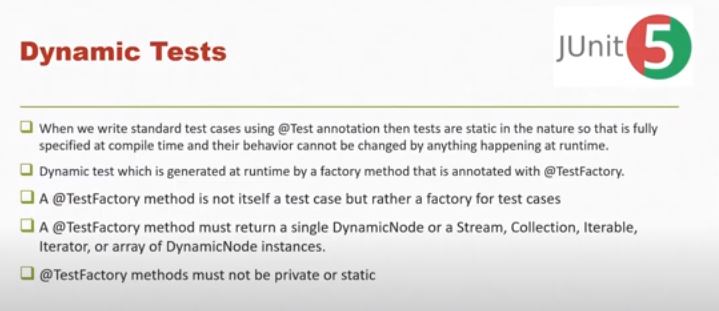 Dynamic Tests
JUnit 5
When we write standard test cases using @Test annotation then tests are static in the nature so that is fully
specified at compile time and their behavior cannot be changed by anything happening at runtime.
Dynamic test which is generated at runtime by a factory method that is annotated with @TestFactory.
A @TestFactory method is not itself a test case but rather a factory for test cases
A @TestFactory method must return a single DynamicNode or a Stream, Collection, Iterable,
Iterator, or array of DynamicNode instances.
@TestFactory methods must not be private or static